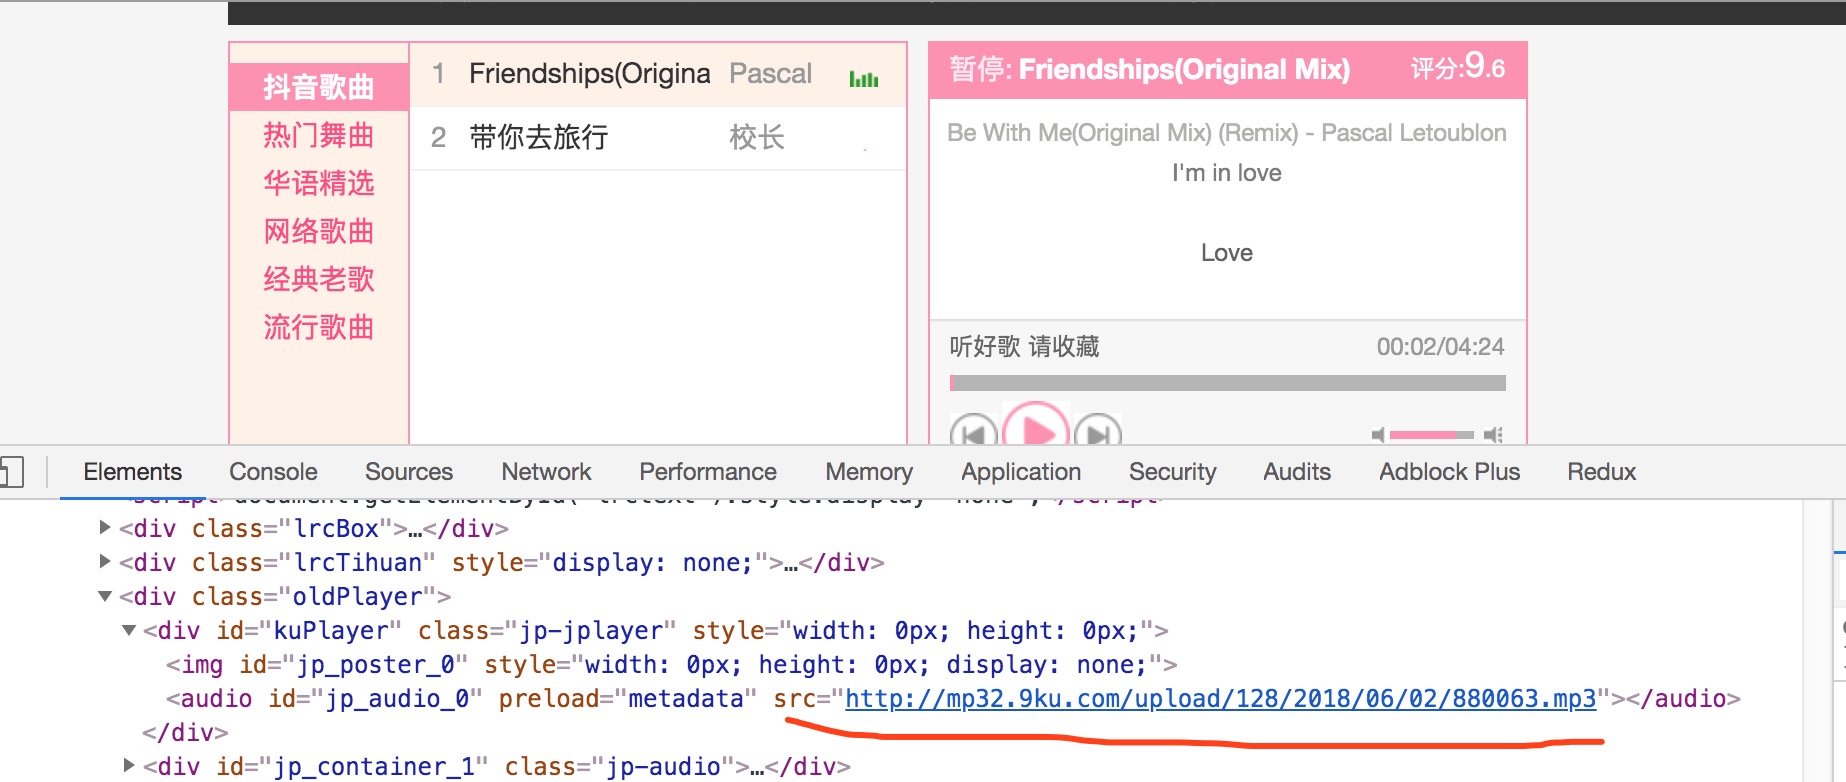 抖音歌曲
热门舞曲
华语精选
网络歌曲
经典老歌
流行歌曲
1 Friendships(Origina Pascal
2 带你去旅行 校长
暂停: Friendships(Original Mix) 评分:9.6
Be With Me(Original Mix) (Remix) - Pascal Letoublon
I'm in love
Love
听好歌 请收藏 00:02/04:24
Elements Console Sources Network Performance Memory Application Security Audits Adblock Plus Redux
<div class="lrcBox">…</div>
<div class="lrcTihuan" style="display: none;">…</div>
<div class="oldPlayer">
<div id="kuPlayer" class="jp-jplayer" style="width: 0px; height: 0px;">
<img id="jp_poster_0" style="width: 0px; height: 0px; display: none;">
<audio id="jp_audio_0" preload="metadata" src="http://mp32.9ku.com/upload/128/2018/06/02/880063.mp3"></audio>
</div>
<div id="jp_container_1" class="jp-audio">…</div>